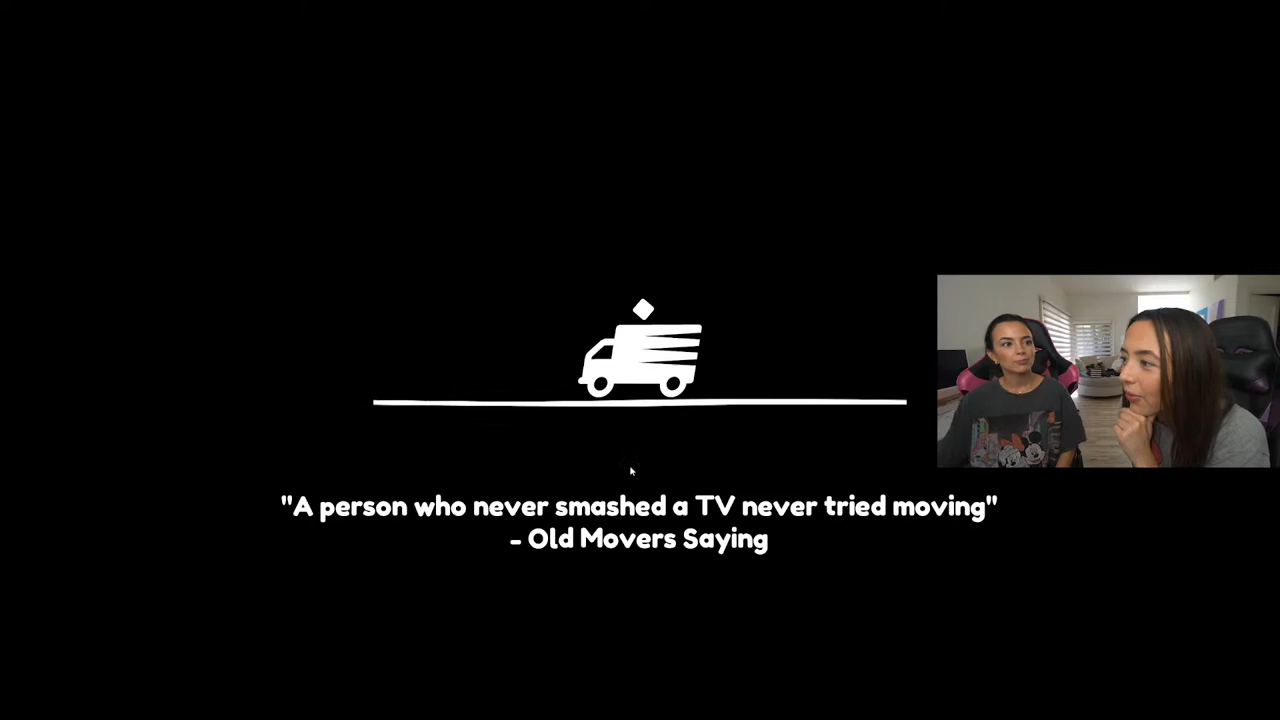 "A person who never smashed a TV never tried moving"
- Old Movers Saying